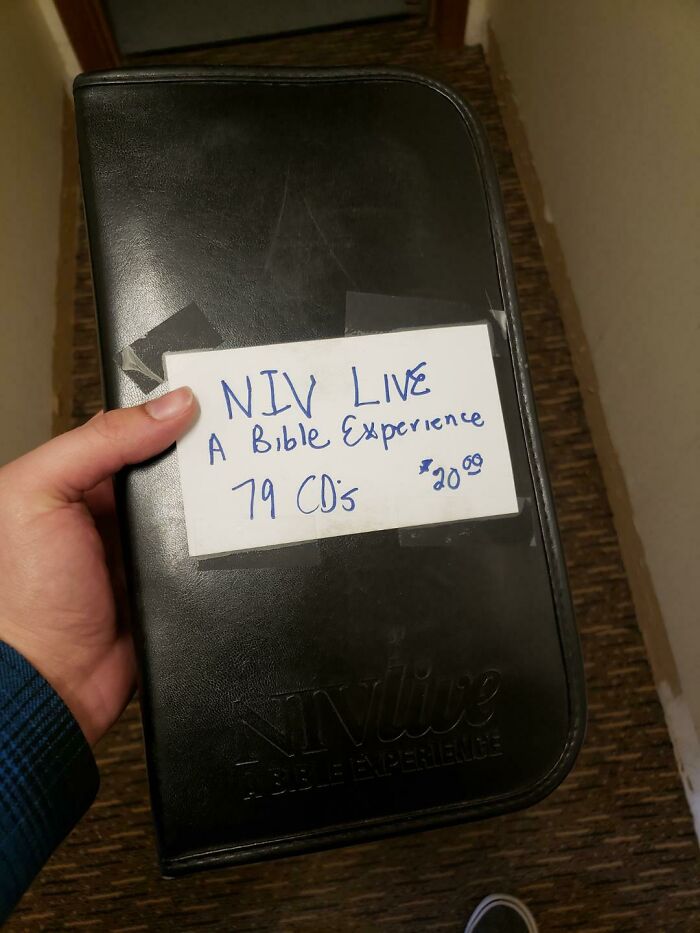 NIV LIVE
A Bible Experience
79 CD's $20.00
NIVlive
A BIBLE EXPERIENCE